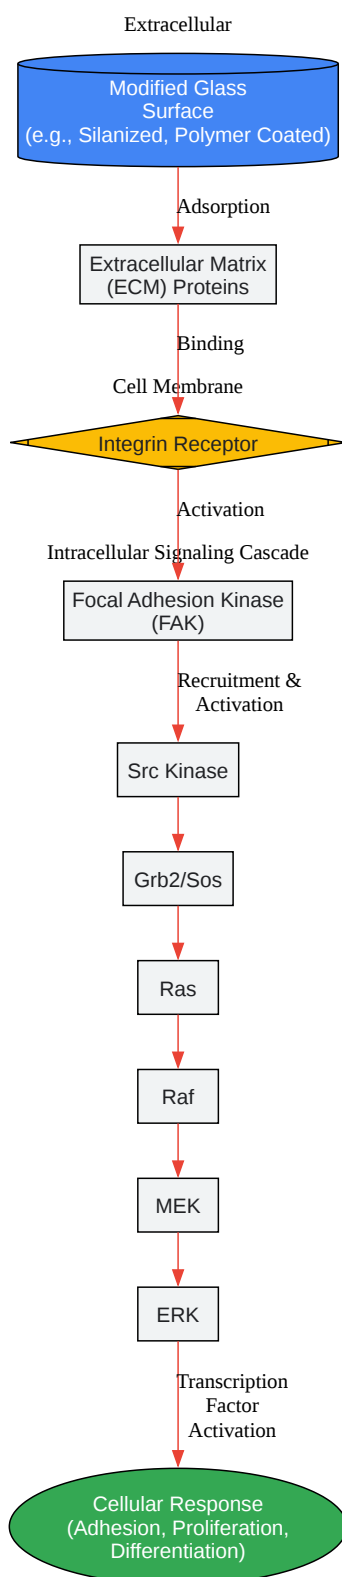 Extracellular
Modified Glass
Surface
(e.g., Silanized, Polymer Coated)
Adsorption
Extracellular Matrix
(ECM) Proteins
Binding
Cell Membrane
Integrin Receptor
Activation
Intracellular Signaling Cascade
Focal Adhesion Kinase
(FAK)
Recruitment &
Activation
Src Kinase
Grb2/Sos
Ras
Raf
MEK
ERK
Transcription
Factor
Activation
Cellular Response
(Adhesion, Proliferation,
Differentiation)